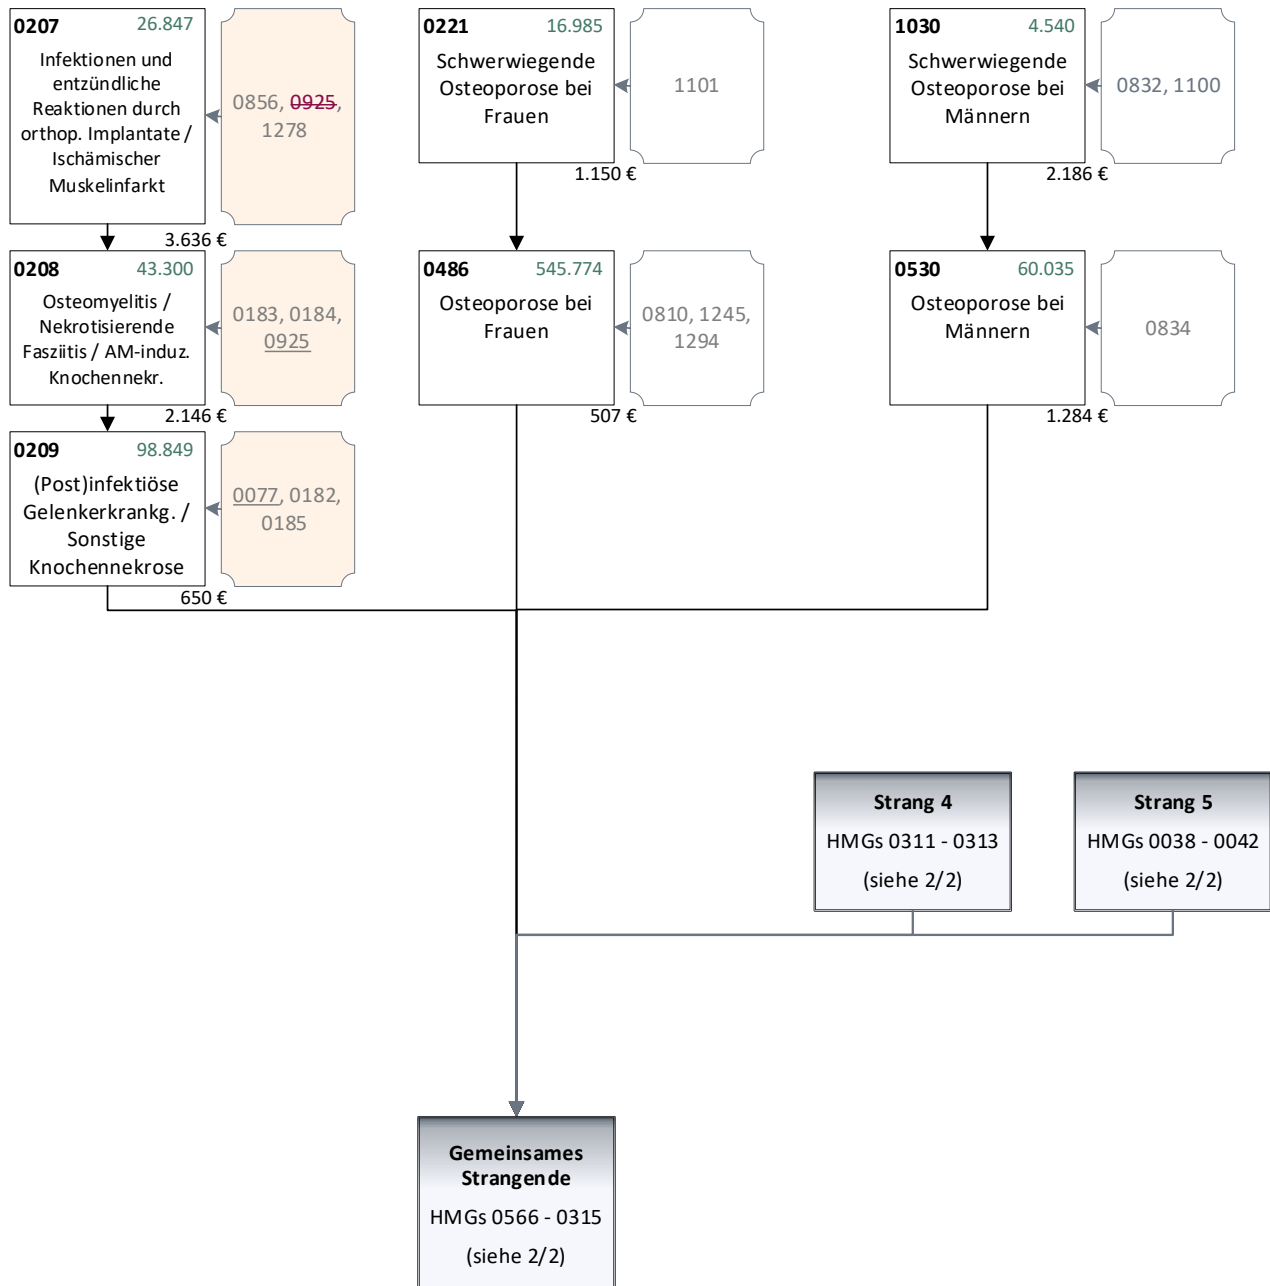 0207 26.847
Infektionen und
entzündliche
Reaktionen durch
orthop. Implantate /
Ischämischer
Muskelinfarkt
0856, 0925,
1278
3.636 €
0208 43.300
Osteomyelitis /
Nekrotisierende
Fasziitis / AM-induz.
Knochennekr.
0183, 0184,
0925
2.146 €
0209 98.849
(Post)infektiöse
Gelenkerkrankg. /
Sonstige
Knochennekrose
0077, 0182,
0185
650 €
0221 16.985
Schwerwiegende
Osteoporose bei
Frauen
1101
1.150 €
0486 545.774
Osteoporose bei
Frauen
0810, 1245,
1294
507 €
1030 4.540
Schwerwiegende
Osteoporose bei
Männern
0832, 1100
2.186 €
0530 60.035
Osteoporose bei
Männern
0834
1.284 €
Strang 4
HMGs 0311 - 0313
(siehe 2/2)
Strang 5
HMGs 0038 - 0042
(siehe 2/2)
Gemeinsames
Strangende
HMGs 0566 - 0315
(siehe 2/2)